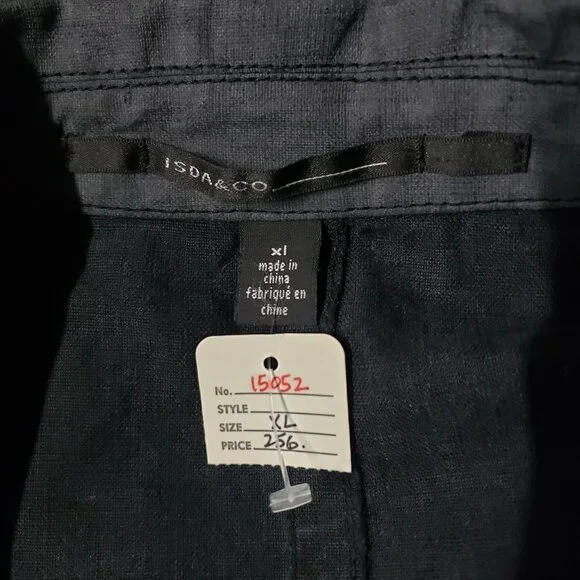 ISDA&CO
xl
made in
china
fabriqué en
chine
No. 15052
STYLE
SIZE XL
PRICE 256.